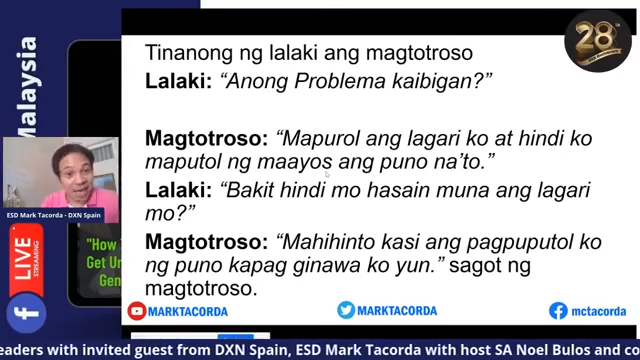 Malaysia
28
Tinanong ng lalaki ang magtotroso
Lalaki: “Anong Problema kaibigan?”
Magtotroso: “Mapurol ang lagari ko at hindi ko
maputol ng maayos ang puno na’to.”
Lalaki: “Bakit hindi mo hasain muna ang lagari
mo?”
Magtotroso: “Mahihinto kasi ang pagpuputol ko
ng puno kapag ginawa ko yun.” sagot ng
magtotroso.
ESD Mark Tacorda - DXN Spain
LIVE
STREAMING
"How
Get
Gen
MARKTACORDA
MARKTACORDA
mctacorda
eaders with invited guest from DXN Spain, ESD Mark Tacorda with host SA Noel Bulos and co